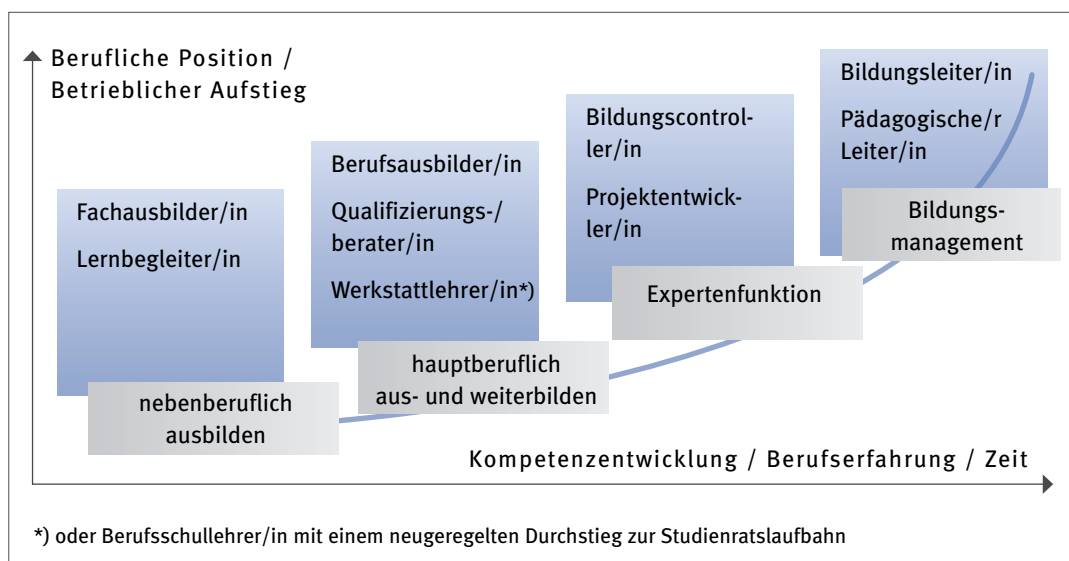 Berufliche Position /
Betrieblicher Aufstieg
Fachausbilder/in
Lernbegleiter/in
nebenberuflich
ausbilden
Berufsausbilder/in
Qualifizierungs-/
berater/in
Werkstattlehrer/in*)
hauptberuflich
aus- und weiterbilden
Bildungscontrol-
ler/in
Projektentwick-
ler/in
Expertenfunktion
Bildungsleiter/in
Pädagogische/r
Leiter/in
Bildungs-
management
Kompetenzentwicklung / Berufserfahrung / Zeit
*) oder Berufsschullehrer/in mit einem neugeregelten Durchstieg zur Studienratslaufbahn